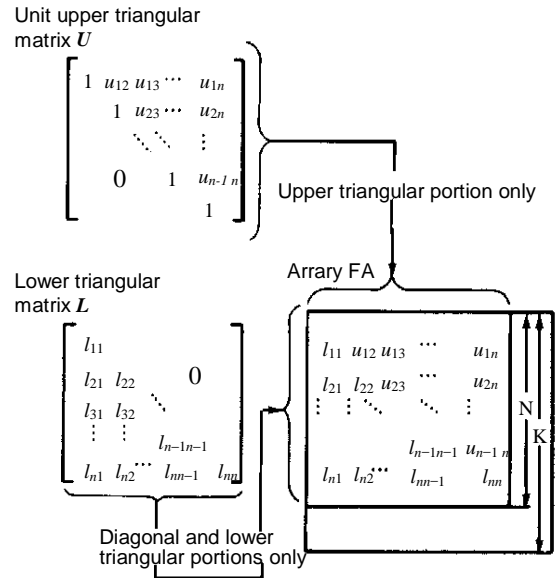 Unit upper triangular
matrix U
1 u12 u13 ⋯ u1n
1 u23 ⋯ u2n
⋱ ⋱ ⋮
0 1 un-1 n
1
Upper triangular portion only
Lower triangular
matrix L
l11
l21 l22 0
l31 l32 ⋱
⋮ ⋮
ln−1n−1
ln1 ln2 ⋯ lnn−1 lnn
Diagonal and lower
triangular portions only
Arrary FA
l11 u12 u13 ⋯ u1n
l21 l22 u23 ⋯ u2n
⋮ ⋮ ⋱ ⋱ ⋮
ln−1n−1 un−1 n
ln1 ln2 ⋯ lnn−1 lnn
N
K